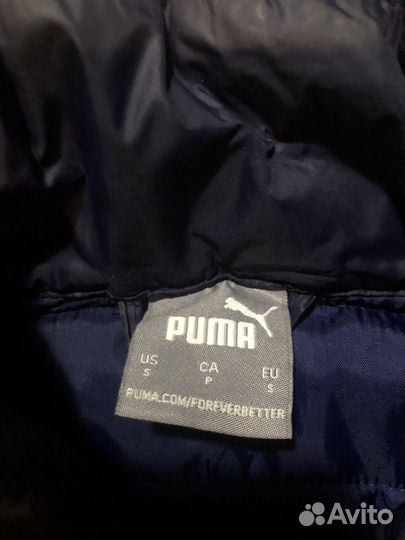 PUMA
US CA EU
S P S
PUMA.COM/FOREVERBETTER
Avito